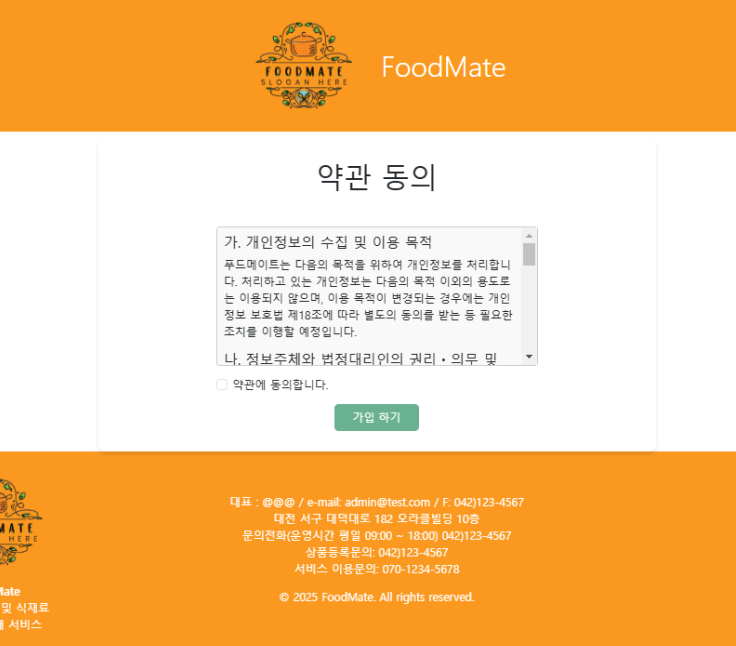 FOODMATE
SLOGAN HERE
FoodMate
약관 동의
가. 개인정보의 수집 및 이용 목적
푸드메이트는 다음의 목적을 위하여 개인정보를 처리합니
다. 처리하고 있는 개인정보는 다음의 목적 이외의 용도로
는 이용되지 않으며, 이용 목적이 변경되는 경우에는 개인
정보 보호법 제18조에 따라 별도의 동의를 받는 등 필요한
조치를 이행할 예정입니다.
나. 정보주체와 법정대리인의 권리・의무 및
약관에 동의합니다.
가입 하기
MATE
HERE
Mate
및 식재료
서비스
대표 : @@@ / e-mail: admin@test.com / F: 042)123-4567
대전 서구 대덕대로 182 오라클빌딩 10층
문의전화(운영시간 평일 09:00 ~ 18:00) 042)123-4567
상품등록문의: 042)123-4567
서비스 이용문의: 070-1234-5678
© 2025 FoodMate. All rights reserved.